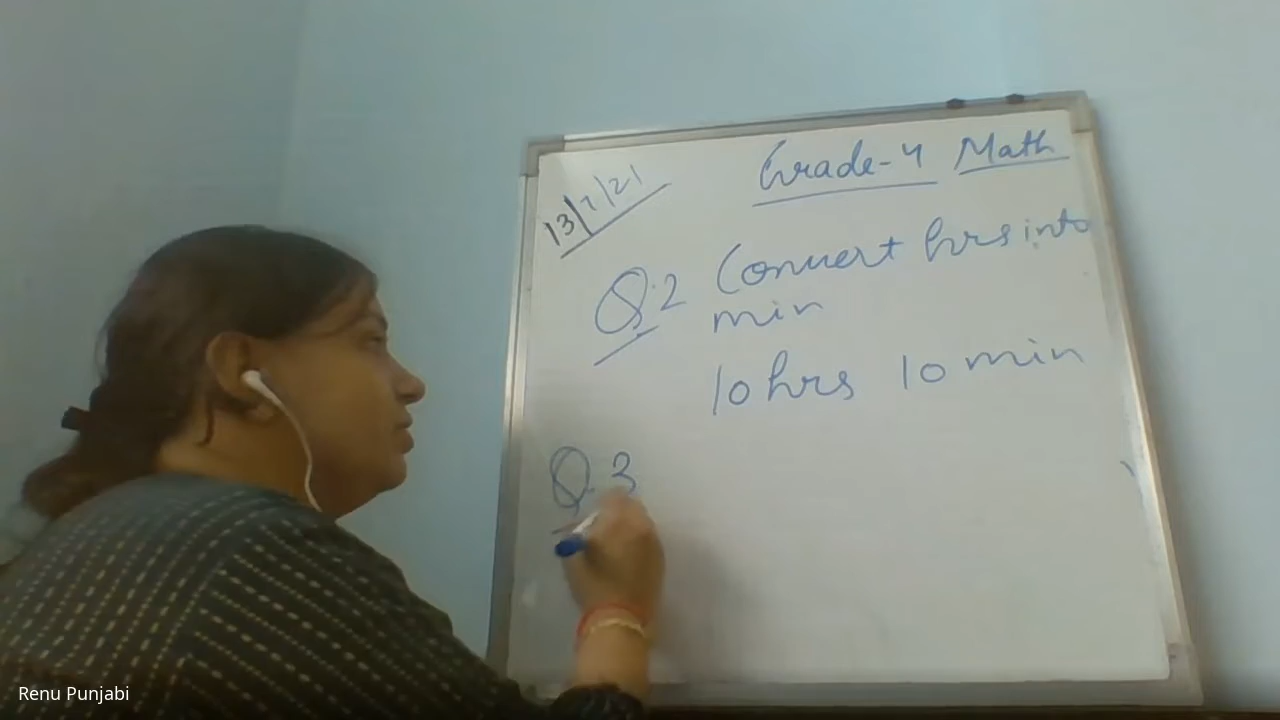 13/7/21
Grade-4 Math
Q.2 Convert hrs into
min
10 hrs 10 min
Q.3
Renu Punjabi